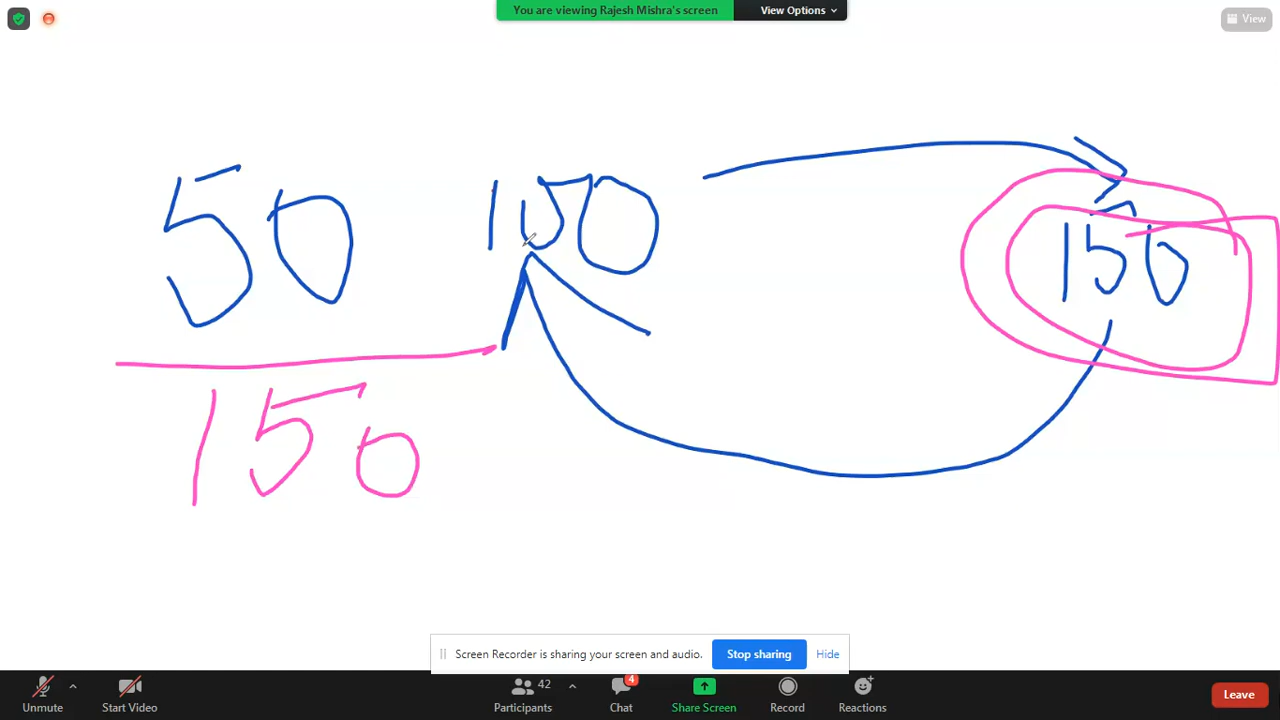 You are viewing Rajesh Mishra's screen
View Options
View
50 100
150
150
Screen Recorder is sharing your screen and audio.
Stop sharing
Hide
42
4
Unmute
Start Video
Participants
Chat
Share Screen
Record
Reactions
Leave